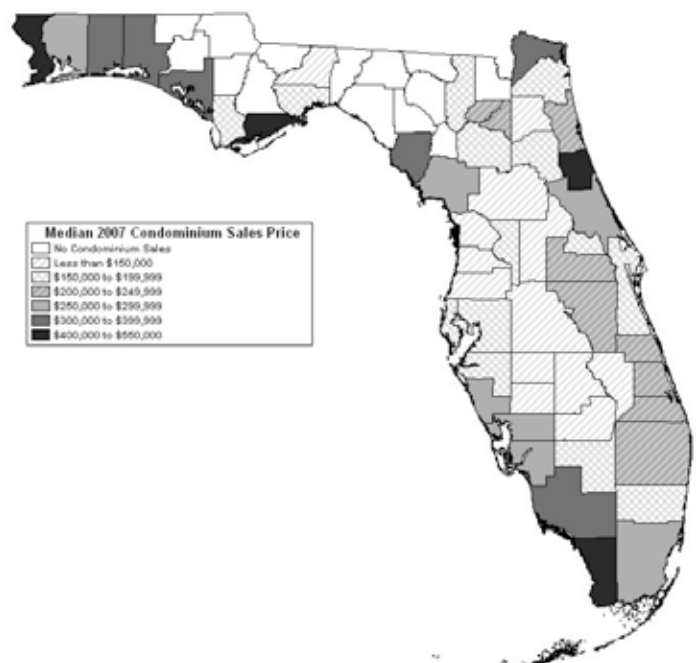 Median 2007 Condominium Sales Price
No Condominium Sales
Less than $150,000
$150,000 to $199,999
$200,000 to $249,999
$250,000 to $299,999
$300,000 to $399,999
$400,000 to $550,000